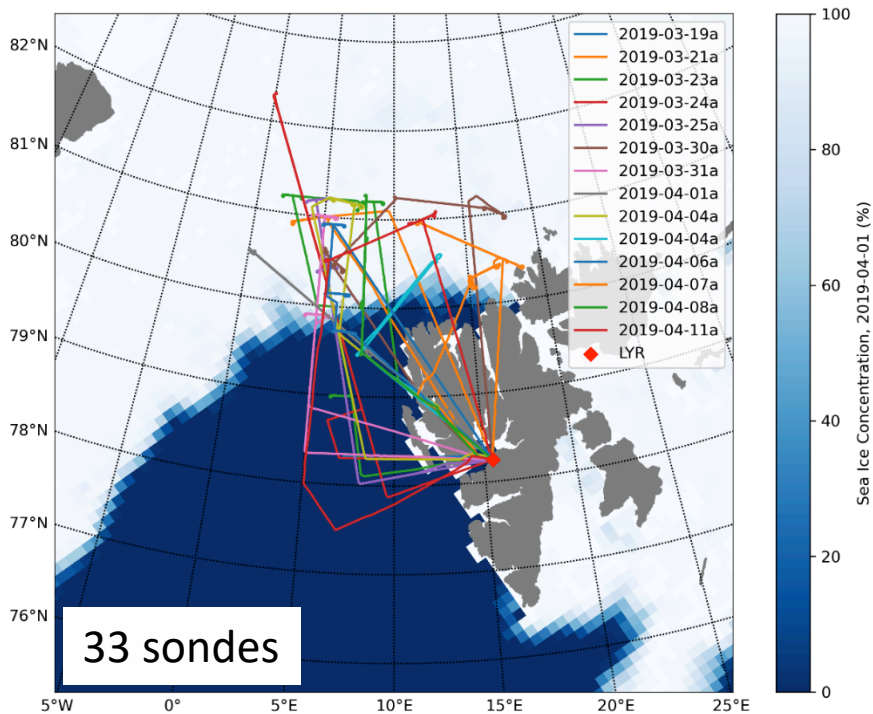 82°N
81°N
80°N
79°N
78°N
77°N
76°N
5°W
0°
5°E
10°E
15°E
20°E
25°E
2019-03-19a
2019-03-21a
2019-03-23a
2019-03-24a
2019-03-25a
2019-03-30a
2019-03-31a
2019-04-01a
2019-04-04a
2019-04-04a
2019-04-06a
2019-04-07a
2019-04-08a
2019-04-11a
LYR
33 sondes
100
80
60
40
20
0
Sea Ice Concentration, 2019-04-01 (%)